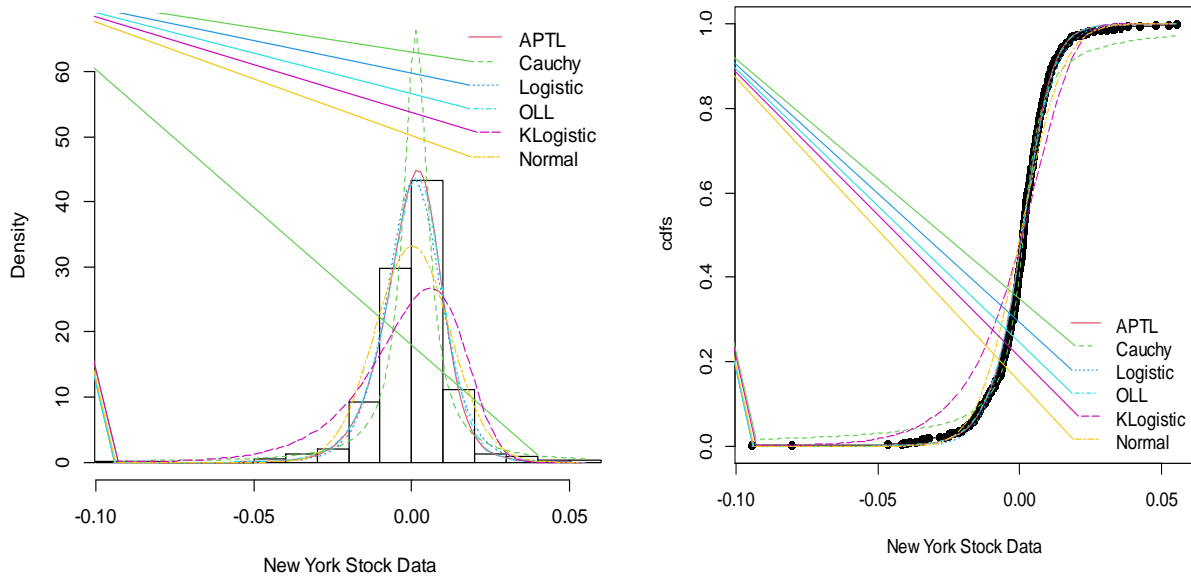 APTL
Cauchy
Logistic
OLL
KLogistic
Normal
60
50
40
30
20
10
0
Density
-0.10
-0.05
0.00
0.05
New York Stock Data
1.0
0.8
0.6
0.4
0.2
0.0
cdfs
APTL
Cauchy
Logistic
OLL
KLogistic
Normal
-0.10
-0.05
0.00
0.05
New York Stock Data